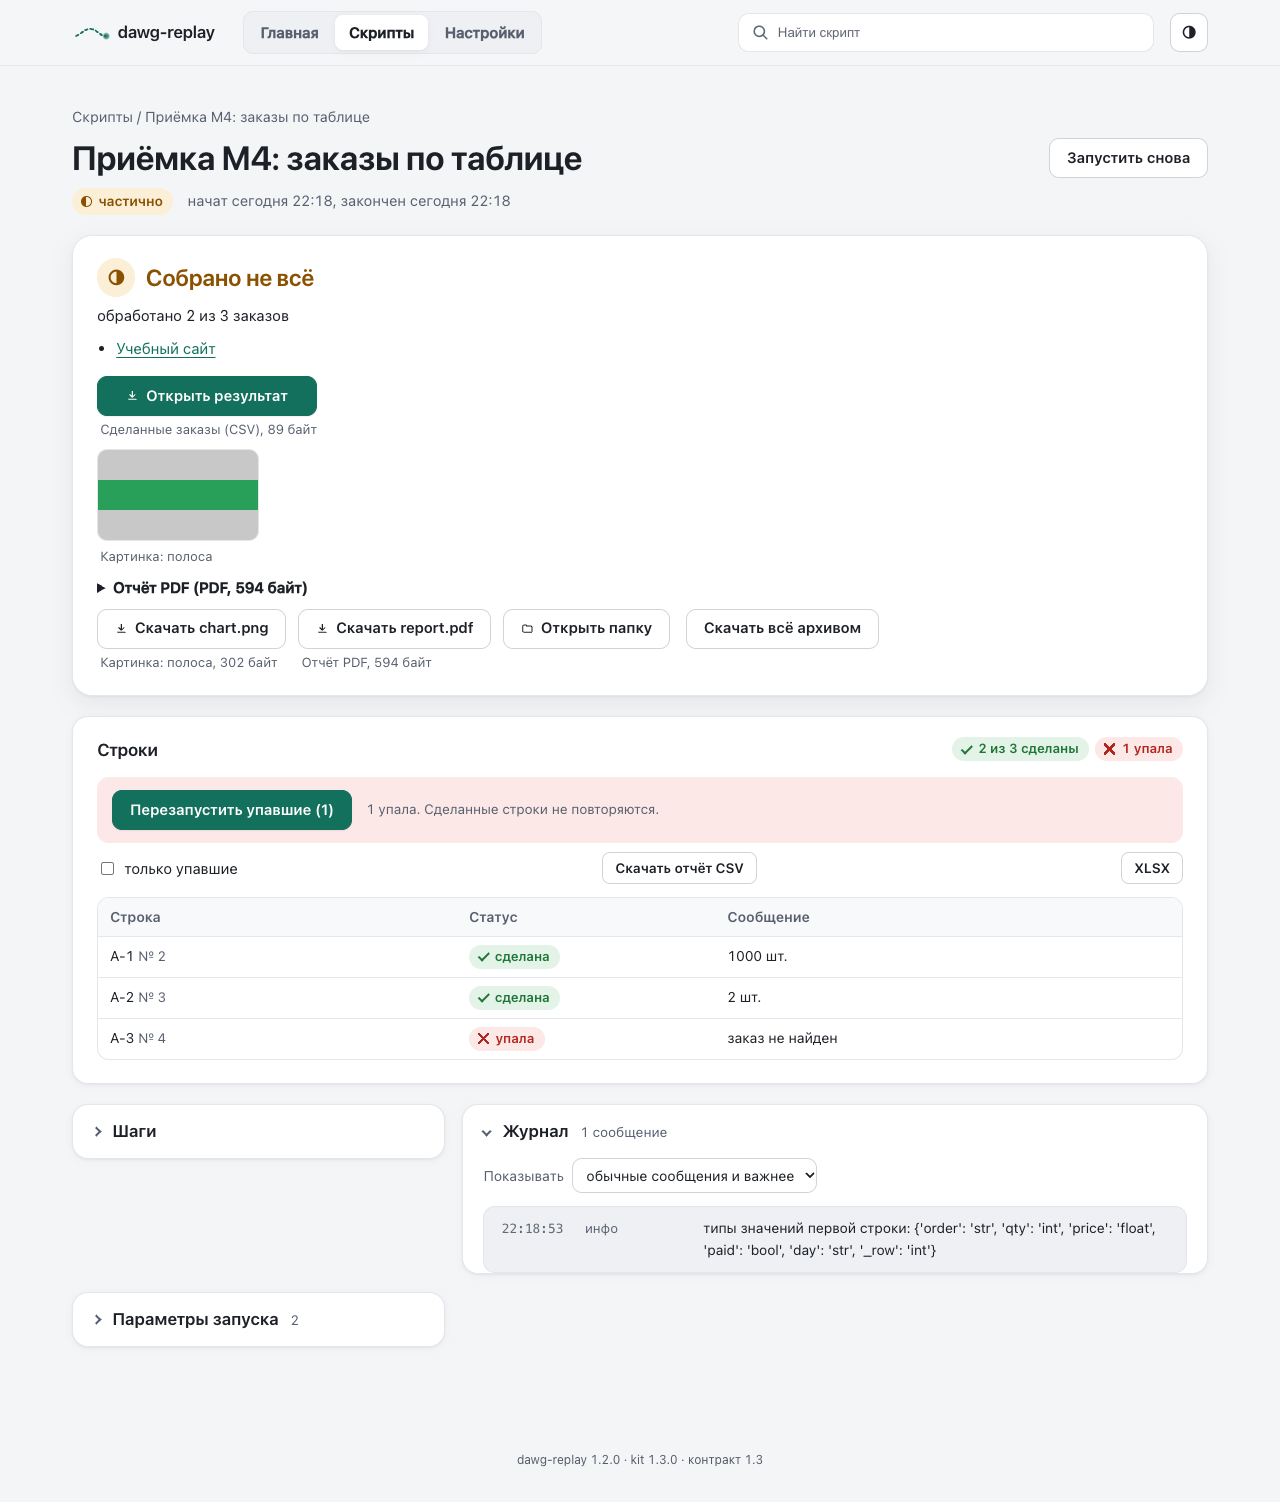 dawg-replay
Главная
Скрипты
Настройки
Найти скрипт
Скрипты / Приёмка М4: заказы по таблице
Приёмка М4: заказы по таблице
Запустить снова
частично
начат сегодня 22:18, закончен сегодня 22:18
Собрано не всё
обработано 2 из 3 заказов
Учебный сайт
Открыть результат
Сделанные заказы (CSV), 89 байт
Картинка: полоса
Отчёт PDF (PDF, 594 байт)
Скачать chart.png
Скачать report.pdf
Открыть папку
Скачать всё архивом
Картинка: полоса, 302 байт
Отчёт PDF, 594 байт
Строки
2 из 3 сделаны
1 упала
Перезапустить упавшие (1)
1 упала. Сделанные строки не повторяются.
только упавшие
Скачать отчёт CSV
XLSX
Строка Статус Сообщение
А-1 № 2 сделана 1000 шт.
А-2 № 3 сделана 2 шт.
А-3 № 4 упала заказ не найден
Шаги
Журнал 1 сообщение
Показывать обычные сообщения и важнее
22:18:53 инфо типы значений первой строки: {'order': 'str', 'qty': 'int', 'price': 'float',
'paid': 'bool', 'day': 'str', '_row': 'int'}
Параметры запуска 2
dawg-replay 1.2.0 · kit 1.3.0 · контракт 1.3